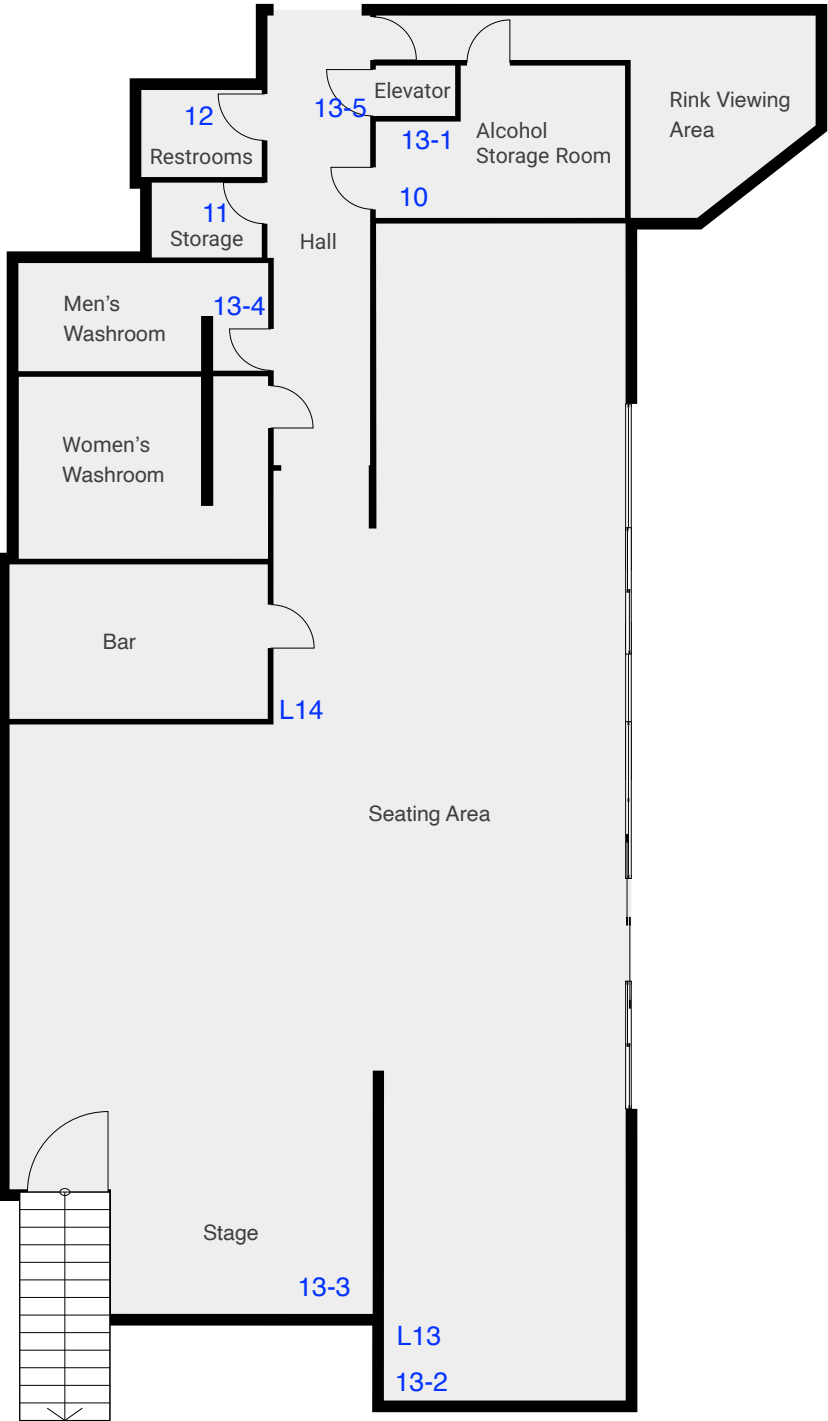 Elevator
Rink Viewing
Area
13-5
12
Alcohol
Storage Room
13-1
Restrooms
10
11
Storage
Hall
Men’s
Washroom
13-4
Women’s
Washroom
Bar
L14
Seating Area
Stage
13-3
L13
13-2